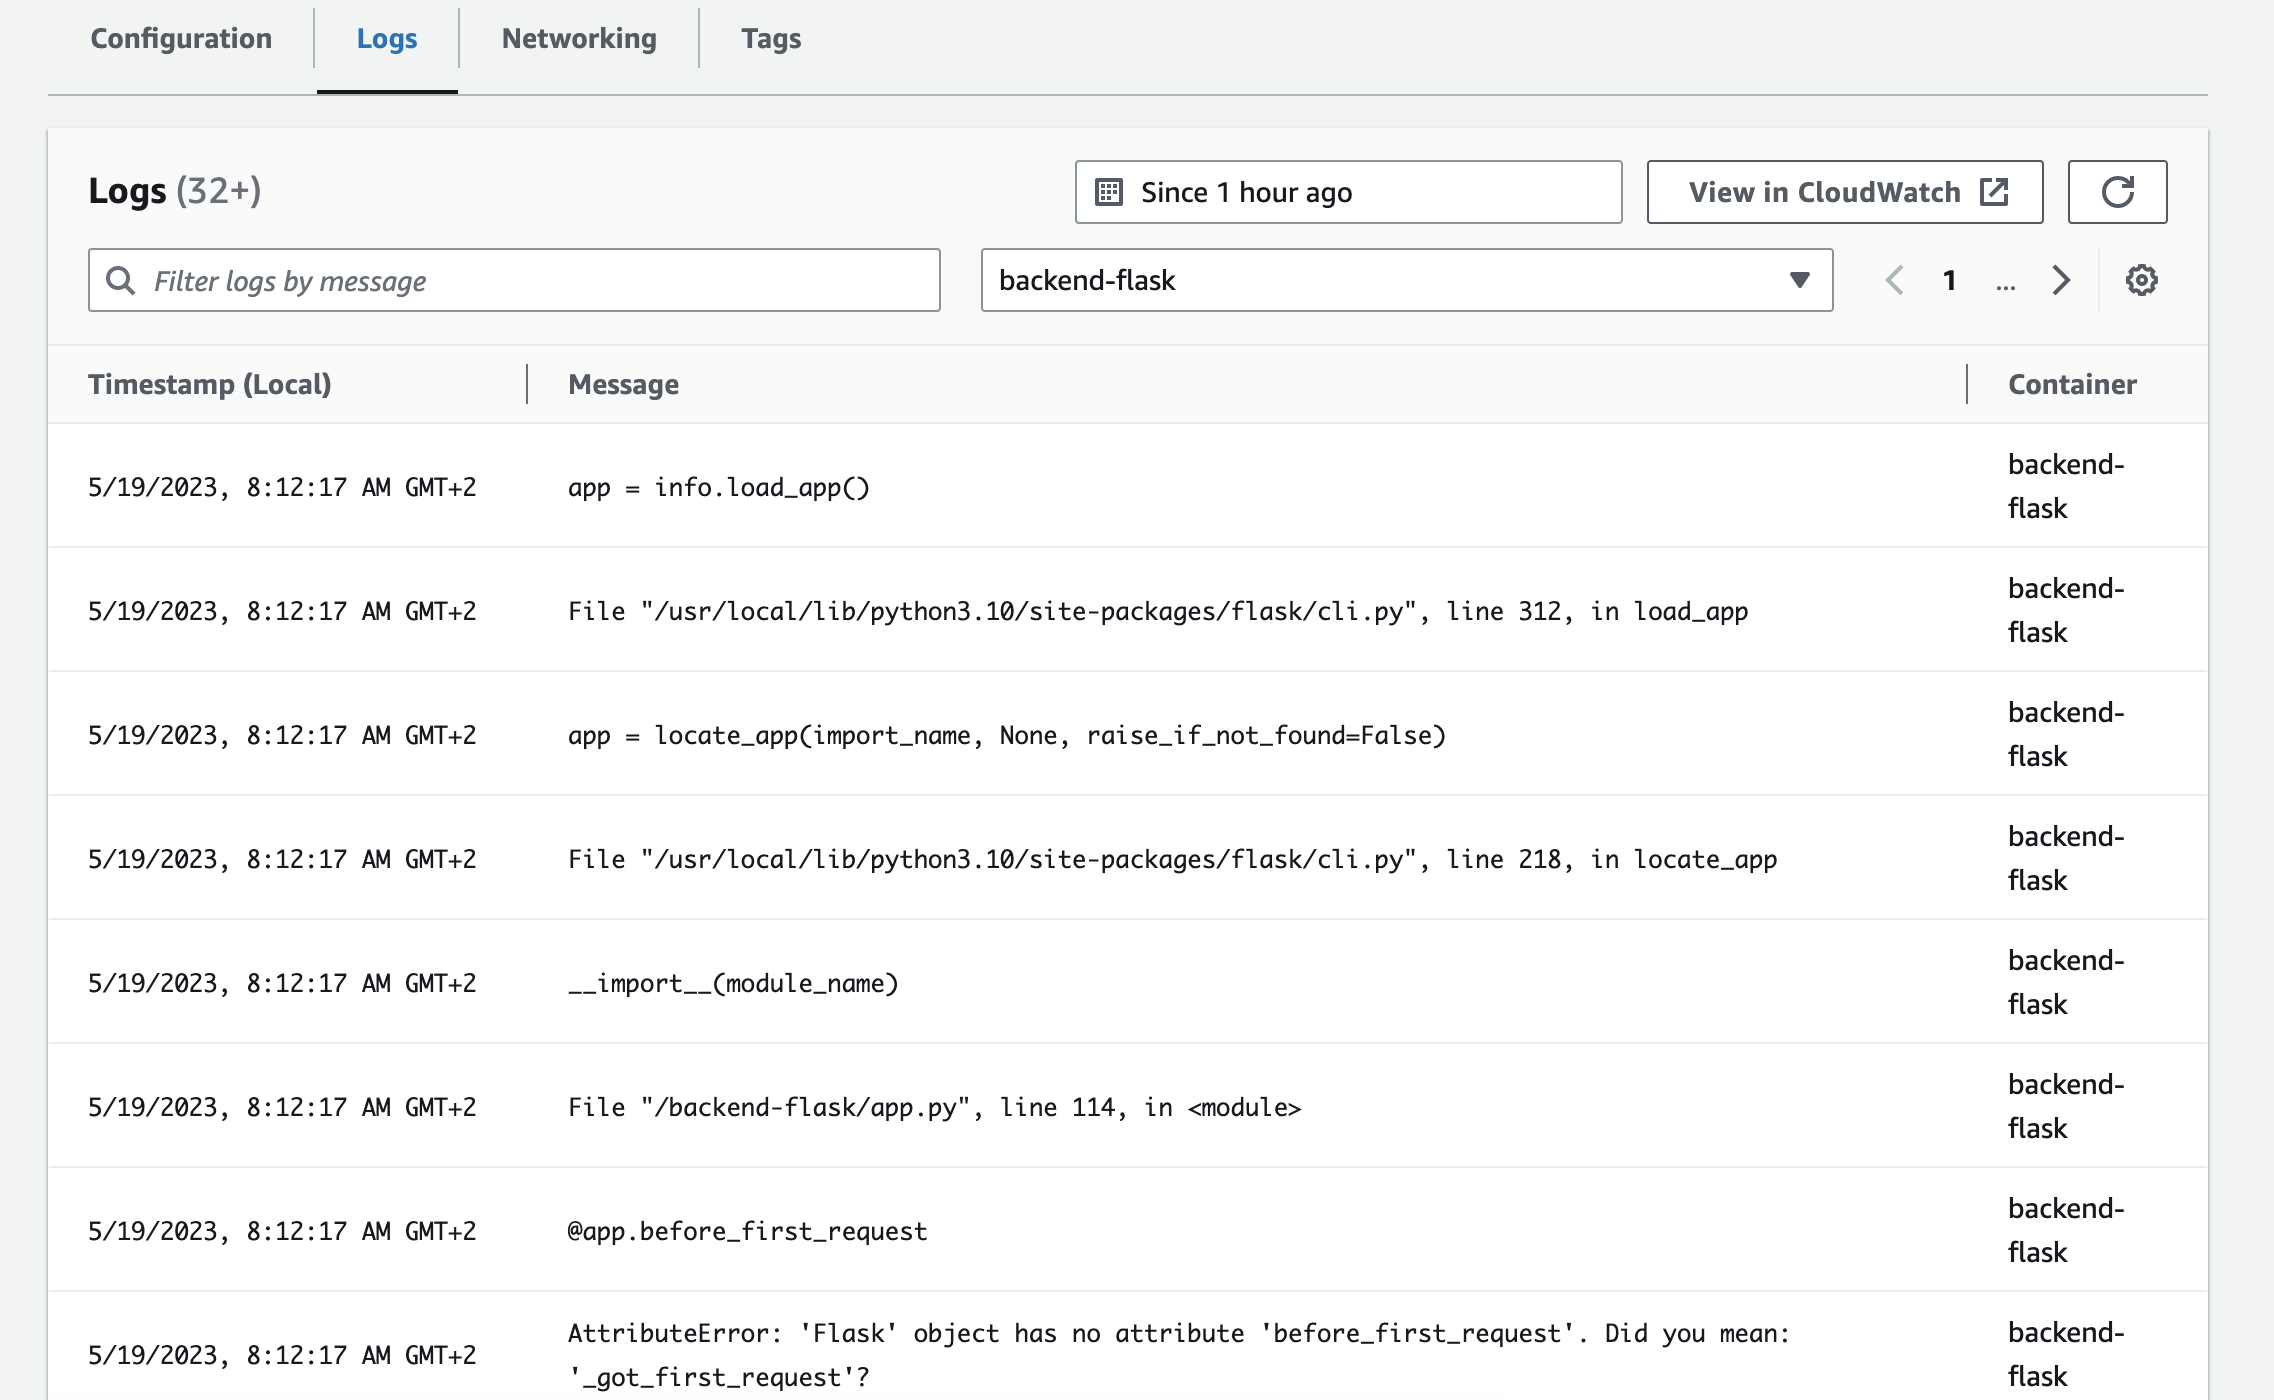 Configuration Logs Networking Tags
Logs (32+) Since 1 hour ago View in CloudWatch
Filter logs by message backend-flask 1 ...
Timestamp (Local) Message Container
5/19/2023, 8:12:17 AM GMT+2 app = info.load_app() backend-
flask
5/19/2023, 8:12:17 AM GMT+2 File "/usr/local/lib/python3.10/site-packages/flask/cli.py", line 312, in load_app backend-
flask
5/19/2023, 8:12:17 AM GMT+2 app = locate_app(import_name, None, raise_if_not_found=False) backend-
flask
5/19/2023, 8:12:17 AM GMT+2 File "/usr/local/lib/python3.10/site-packages/flask/cli.py", line 218, in locate_app backend-
flask
5/19/2023, 8:12:17 AM GMT+2 __import__(module_name) backend-
flask
5/19/2023, 8:12:17 AM GMT+2 File "/backend-flask/app.py", line 114, in <module> backend-
flask
5/19/2023, 8:12:17 AM GMT+2 @app.before_first_request backend-
flask
5/19/2023, 8:12:17 AM GMT+2 AttributeError: 'Flask' object has no attribute 'before_first_request'. Did you mean: backend-
'_got_first_request'? flask